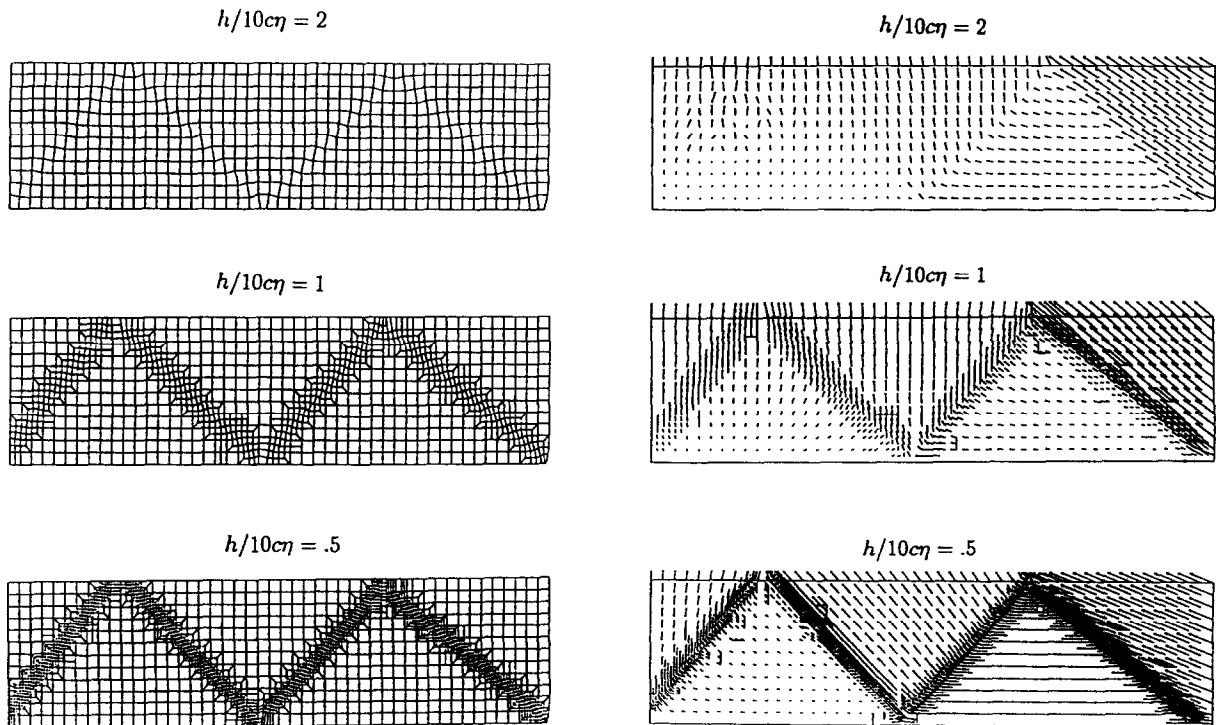 h/10cη = 2
h/10cη = 2
h/10cη = 1
h/10cη = 1
h/10cη = .5
h/10cη = .5